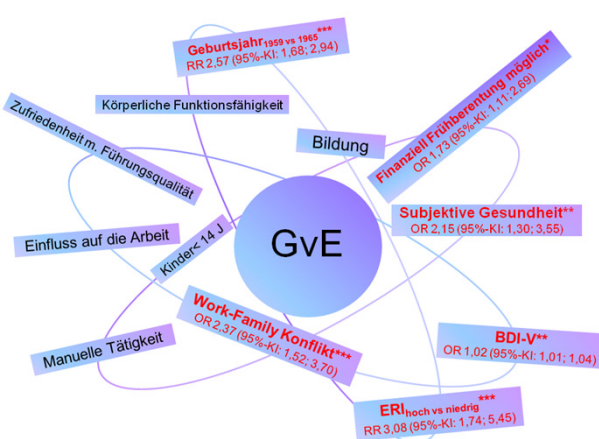 Geburtsjahr1959 vs 1965***
RR 2,57 (95%-KI: 1,68; 2,94)
Körperliche Funktionsfähigkeit
Zufriedenheit m. Führungsqualität
Bildung
Finanziell Frühberentung möglich*
OR 1,73 (95%-KI: 1,11; 2,69)
Subjektive Gesundheit**
OR 2,15 (95%-KI: 1,30; 3,55)
Einfluss auf die Arbeit
Kinder< 14 J
GvE
Work-Family Konflikt***
OR 2,37 (95%-KI: 1,52; 3,70)
Manuelle Tätigkeit
BDI-V**
OR 1,02 (95%-KI: 1,01; 1,04)
ERIhoch vs niedrig***
RR 3,08 (95%-KI: 1,74; 5,45)